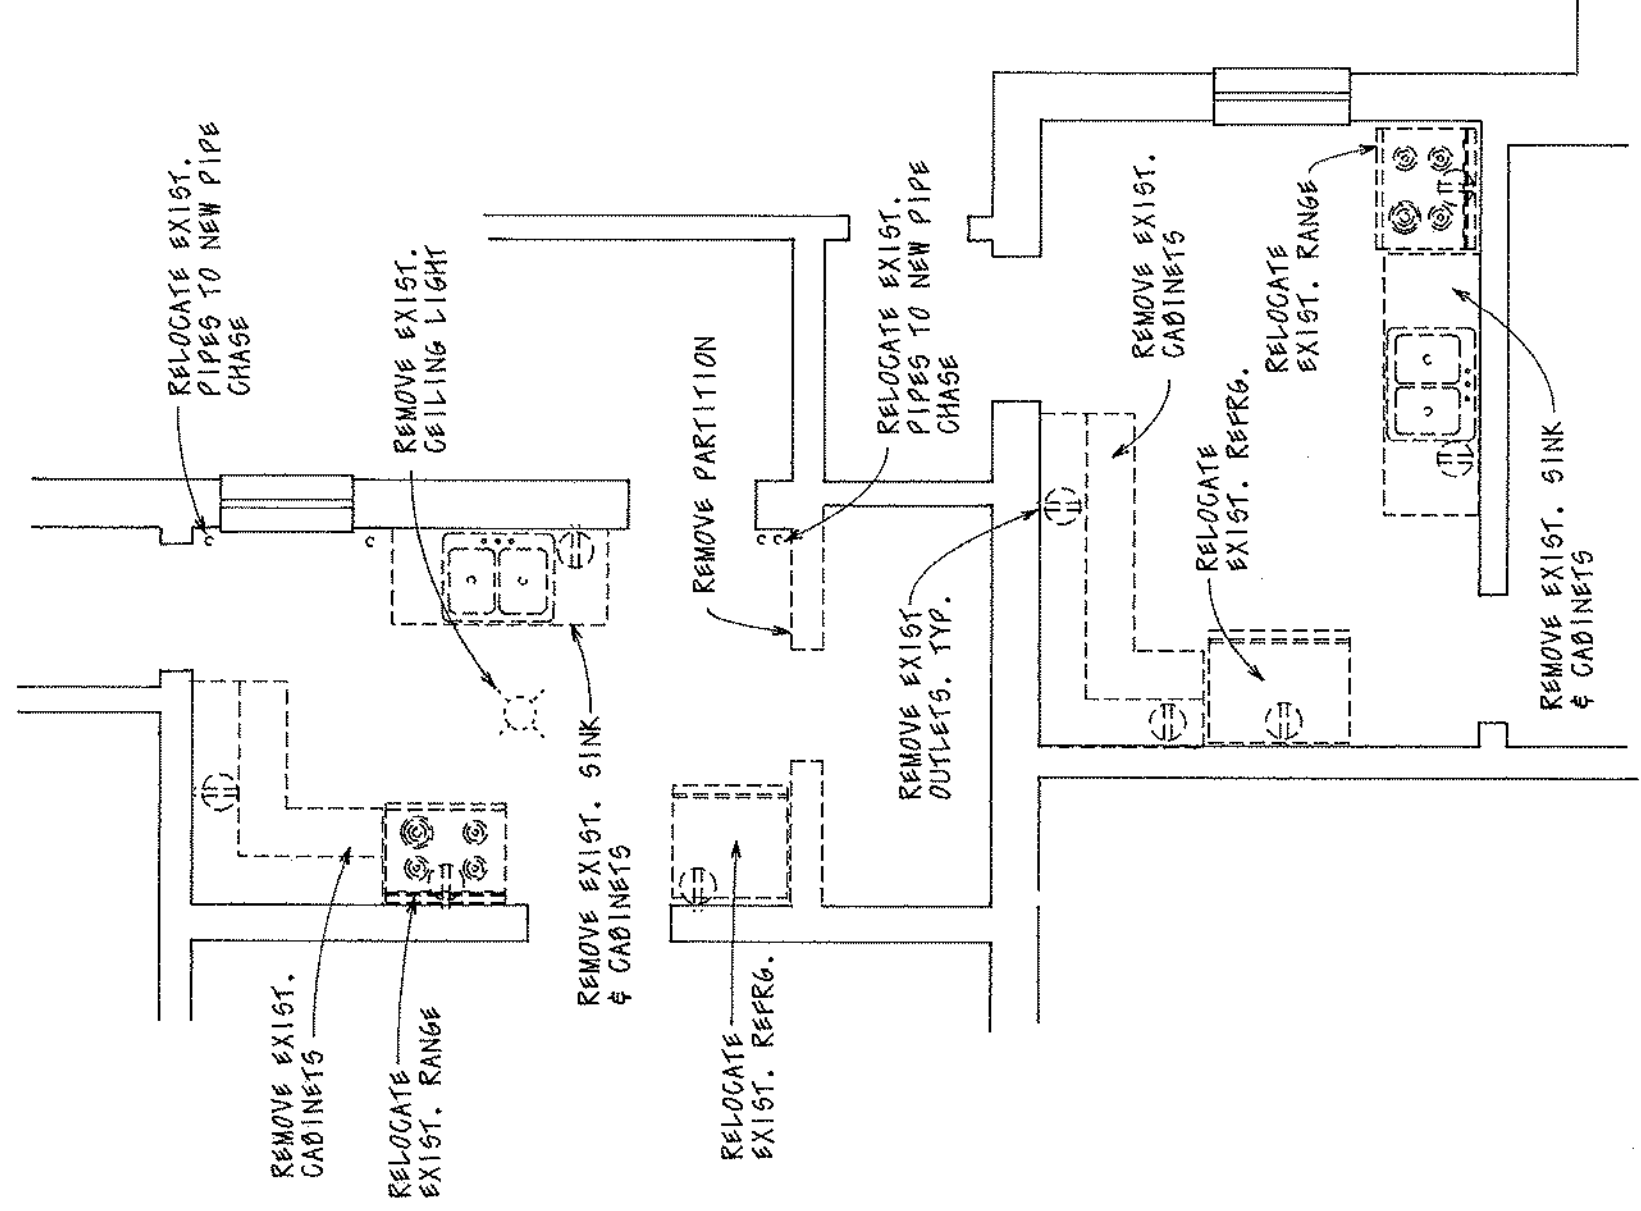 RELOCATE EXIST.
PIPES TO NEW PIPE
CHASE
REMOVE EXIST.
CEILING LIGHT
REMOVE PARTITION
RELOCATE EXIST.
PIPES TO NEW PIPE
CHASE
REMOVE EXIST.
CABINETS
RELOCATE
EXIST. RANGE
RELOCATE
EXIST. REFRG.
REMOVE EXIST. SINK
& CABINETS
REMOVE EXIST
OUTLETS. TYP.
REMOVE EXIST. SINK
& CABINETS
REMOVE EXIST.
CABINETS
RELOCATE
EXIST. RANGE
RELOCATE
EXIST. REFRG.